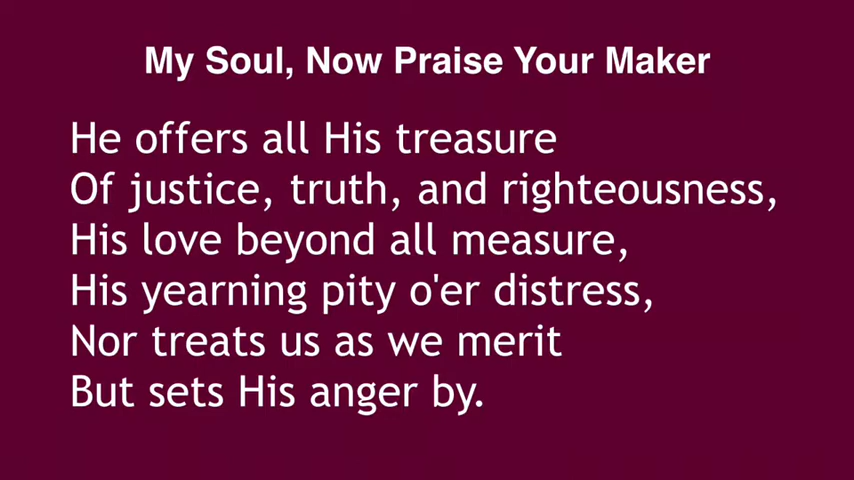 My Soul, Now Praise Your Maker
He offers all His treasure
Of justice, truth, and righteousness,
His love beyond all measure,
His yearning pity o'er distress,
Nor treats us as we merit
But sets His anger by.